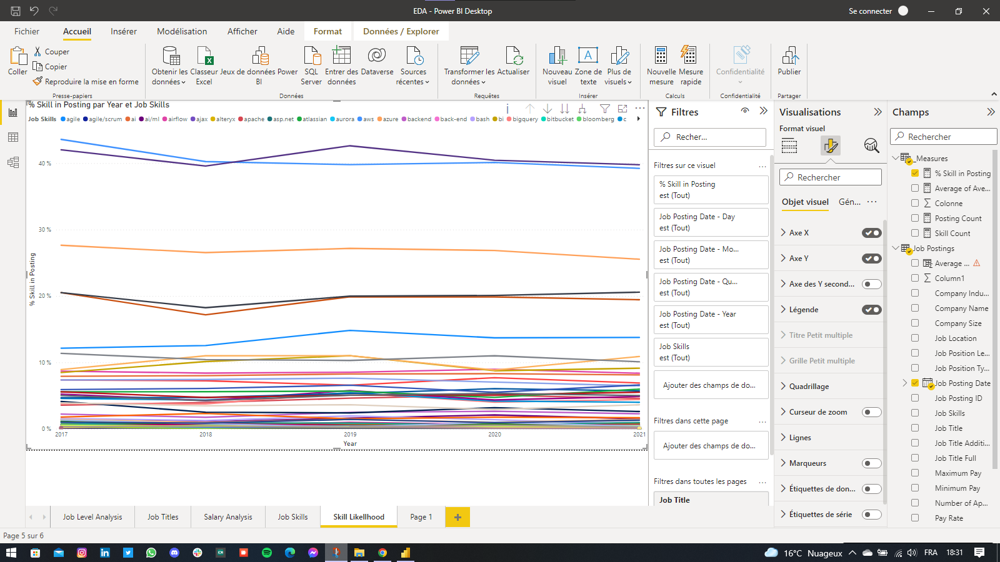 EDA - Power BI Desktop
Se connecter
Fichier
Accueil
Insérer
Modélisation
Afficher
Aide
Format
Données / Explorer
Coller
Couper
Copier
Reproduire la mise en forme
Obtenir les données
Classeur Excel
Jeux de données Power BI
SQL Server
Entrer des données
Dataverse
Sources récentes
Transformer les données
Actualiser
Nouveau visuel
Zone de texte
Plus de visuels
Nouvelle mesure
Mesure rapide
Confidentialité
Publier
Presse-papiers
Données
Requêtes
Insérer
Calculs
Confidentialité
Partager
% Skill in Posting par Year et Job Skills
Job Skills agile agile/scrum ai ai/ml airflow ajax alteryx apache asp.net atlassian aurora aws azure backend back-end bash bi bigquery bitbucket bloomberg c
% Skill in Posting
40 %
30 %
20 %
10 %
0 %
2017 2018 2019 2020 2021
Year
Filtres
Recher...
Filtres sur ce visuel
% Skill in Posting
est (Tout)
Job Posting Date - Day
est (Tout)
Job Posting Date - Mo...
est (Tout)
Job Posting Date - Qu...
est (Tout)
Job Posting Date - Year
est (Tout)
Job Skills
est (Tout)
Ajouter des champs de do...
Filtres dans cette page
Ajouter des champs de do...
Filtres dans toutes les pages
Job Title
Visualisations
Format visuel
Rechercher
Objet visuel
Gén...
Axe X
Axe Y
Axe des Y second...
Légende
Titre Petit multiple
Grille Petit multiple
Quadrillage
Curseur de zoom
Lignes
Marqueurs
Étiquettes de don...
Étiquettes de série
Champs
Rechercher
_Measures
% Skill in Posting
Average of Ave...
Colonne
Posting Count
Skill Count
Job Postings
Average ...
Column1
Company Indu...
Company Name
Company Size
Job Location
Job Position Le...
Job Position Ty...
Job Posting Date
Job Posting ID
Job Skills
Job Title
Job Title Additi...
Job Title Full
Maximum Pay
Minimum Pay
Number of Ap...
Pay Rate
Job Level Analysis
Job Titles
Salary Analysis
Job Skills
Skill Likellhood
Page 1
Page 5 sur 6
16°C Nuageux
FRA
18:31